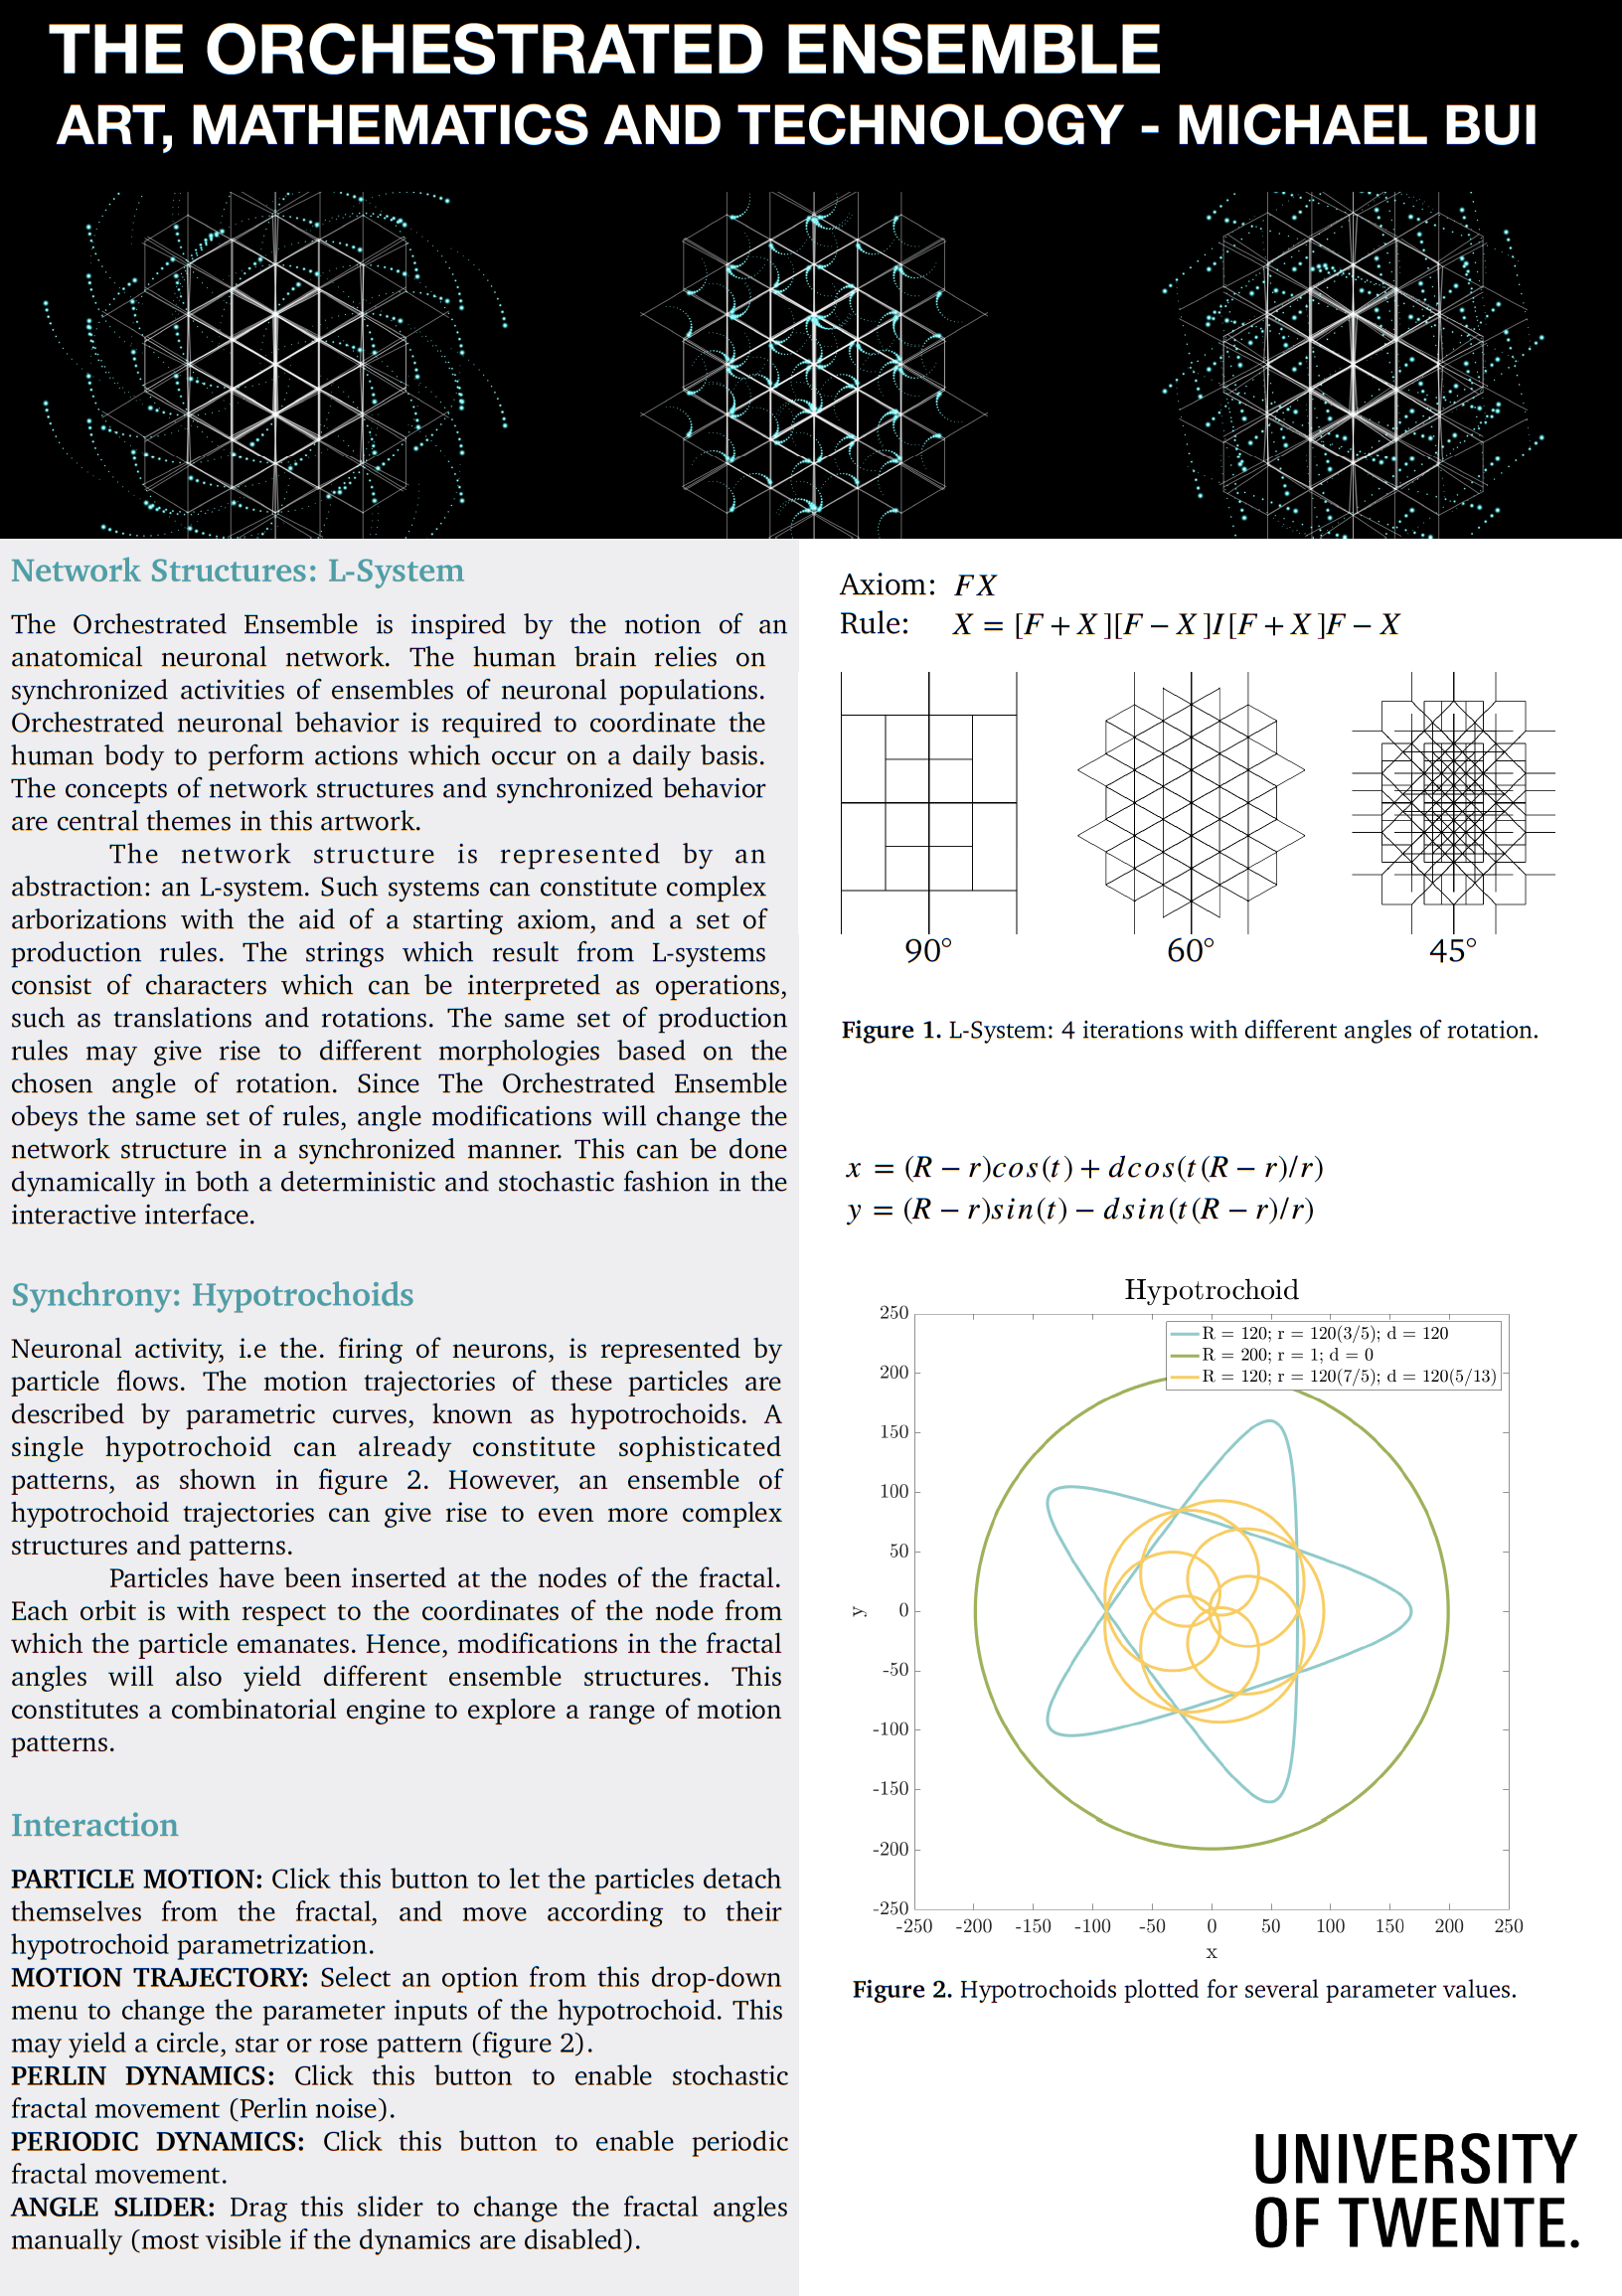 THE ORCHESTRATED ENSEMBLE
ART, MATHEMATICS AND TECHNOLOGY - MICHAEL BUI
Network Structures: L-System
The Orchestrated Ensemble is inspired by the notion of an
anatomical neuronal network. The human brain relies on
synchronized activities of ensembles of neuronal populations.
Orchestrated neuronal behavior is required to coordinate the
human body to perform actions which occur on a daily basis.
The concepts of network structures and synchronized behavior
are central themes in this artwork.
The network structure is represented by an
abstraction: an L-system. Such systems can constitute complex
arborizations with the aid of a starting axiom, and a set of
production rules. The strings which result from L-systems
consist of characters which can be interpreted as operations,
such as translations and rotations. The same set of production
rules may give rise to different morphologies based on the
chosen angle of rotation. Since The Orchestrated Ensemble
obeys the same set of rules, angle modifications will change the
network structure in a synchronized manner. This can be done
dynamically in both a deterministic and stochastic fashion in the
interactive interface.
Synchrony: Hypotrochoids
Neuronal activity, i.e the. firing of neurons, is represented by
particle flows. The motion trajectories of these particles are
described by parametric curves, known as hypotrochoids. A
single hypotrochoid can already constitute sophisticated
patterns, as shown in figure 2. However, an ensemble of
hypotrochoid trajectories can give rise to even more complex
structures and patterns.
Particles have been inserted at the nodes of the fractal.
Each orbit is with respect to the coordinates of the node from
which the particle emanates. Hence, modifications in the fractal
angles will also yield different ensemble structures. This
constitutes a combinatorial engine to explore a range of motion
patterns.
Interaction
PARTICLE MOTION: Click this button to let the particles detach
themselves from the fractal, and move according to their
hypotrochoid parametrization.
MOTION TRAJECTORY: Select an option from this drop-down
menu to change the parameter inputs of the hypotrochoid. This
may yield a circle, star or rose pattern (figure 2).
PERLIN DYNAMICS: Click this button to enable stochastic
fractal movement (Perlin noise).
PERIODIC DYNAMICS: Click this button to enable periodic
fractal movement.
ANGLE SLIDER: Drag this slider to change the fractal angles
manually (most visible if the dynamics are disabled).
Axiom: FX
Rule: X = [F + X][F − X]I[F + X]F − X
90° 60° 45°
Figure 1. L-System: 4 iterations with different angles of rotation.
x = (R − r)cos(t) + dcos(t(R − r)/r)
y = (R − r)sin(t) − dsin(t(R − r)/r)
Hypotrochoid
R = 120; r = 120(3/5); d = 120
R = 200; r = 1; d = 0
R = 120; r = 120(7/5); d = 120(5/13)
250
200
150
100
50
0
-50
-100
-150
-200
-250
y
-250 -200 -150 -100 -50 0 50 100 150 200 250
x
Figure 2. Hypotrochoids plotted for several parameter values.
UNIVERSITY
OF TWENTE.